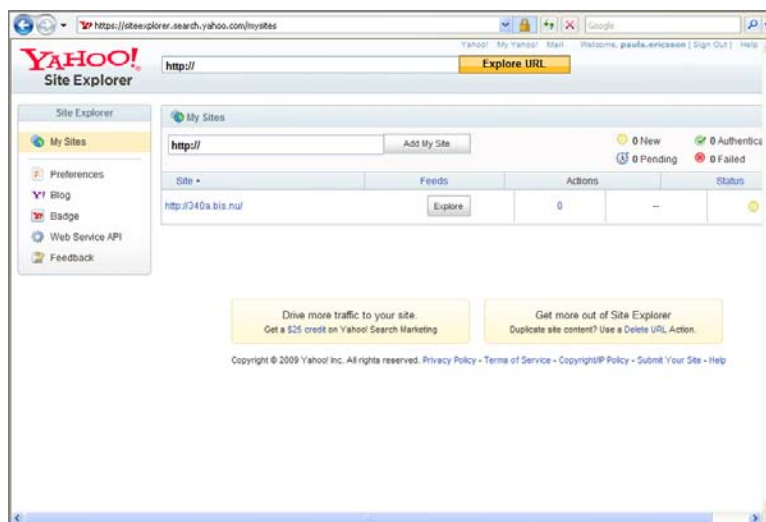 https://siteexplorer.search.yahoo.com/mysites
Google
Yahoo! My Yahoo! Mail Welcome, paula.ericsson [Sign Out] Help
YAHOO!
Site Explorer
http://
Explore URL
Site Explorer
My Sites
Preferences
Y! Blog
Badge
Web Service API
Feedback
My Sites
http://
Add My Site
0 New
0 Authentica
0 Pending
0 Failed
Site
Feeds
Actions
Status
http://340a.bis.nu/
Explore
0
--
Drive more traffic to your site.
Get a $25 credit on Yahoo! Search Marketing
Get more out of Site Explorer
Duplicate site content? Use a Delete URL Action.
Copyright © 2009 Yahoo! Inc. All rights reserved. Privacy Policy - Terms of Service - Copyright/IP Policy - Submit Your Site - Help